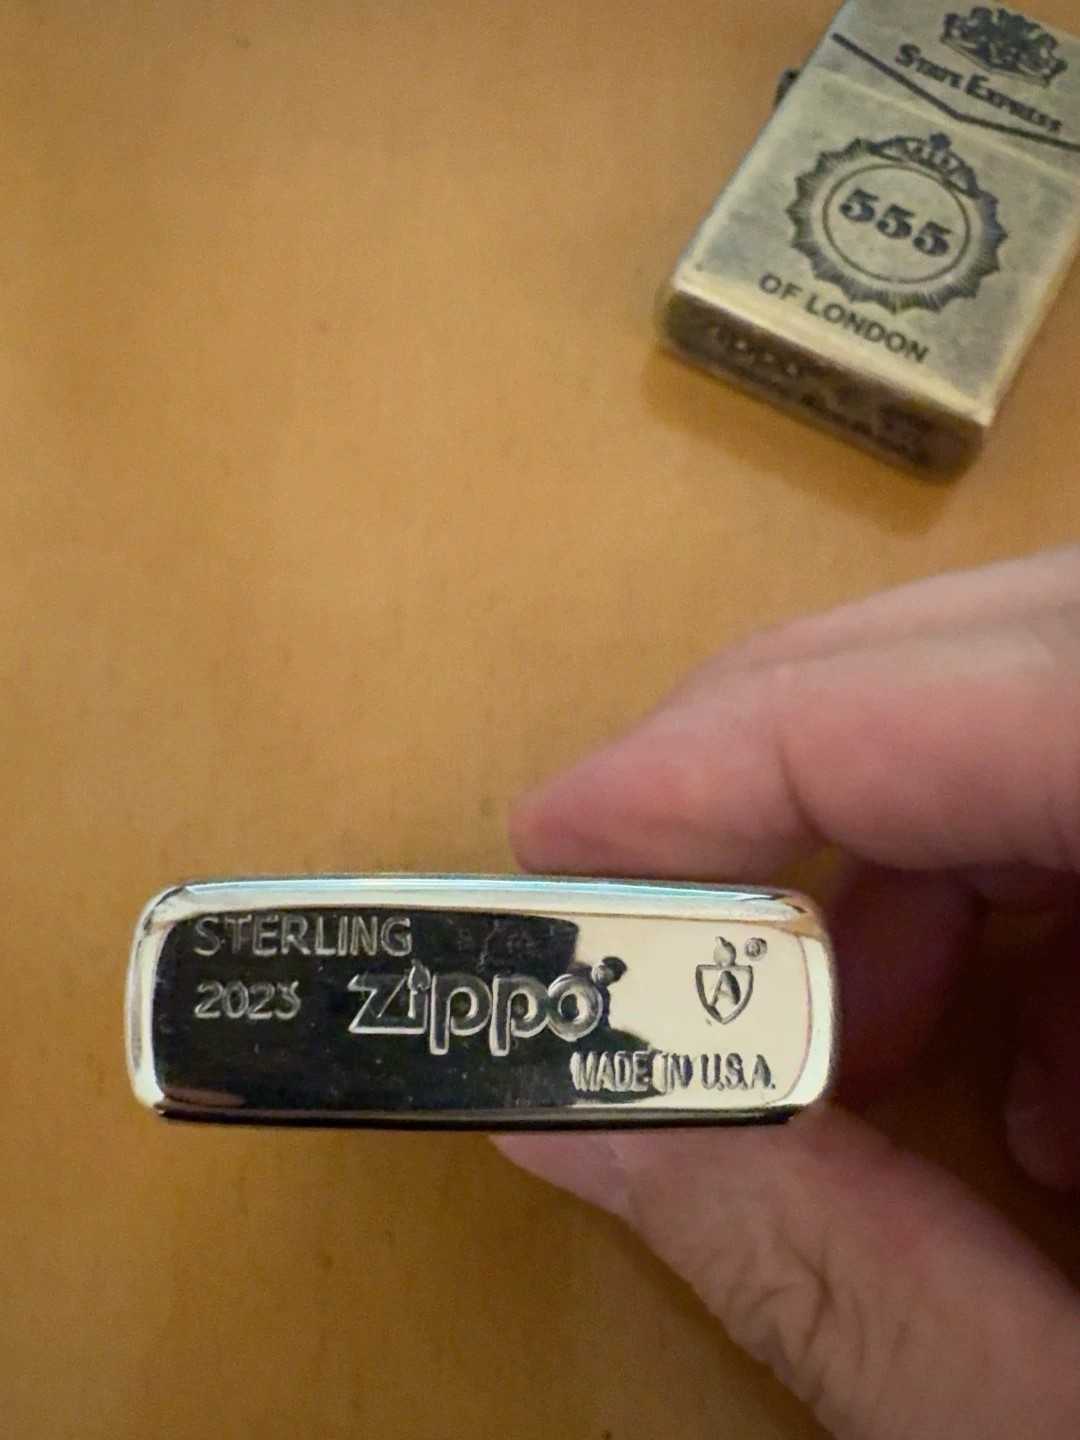 STATE EXPRESS
555
OF LONDON
STERLING
2023
zippo®
A ®
MADE IN U.S.A.